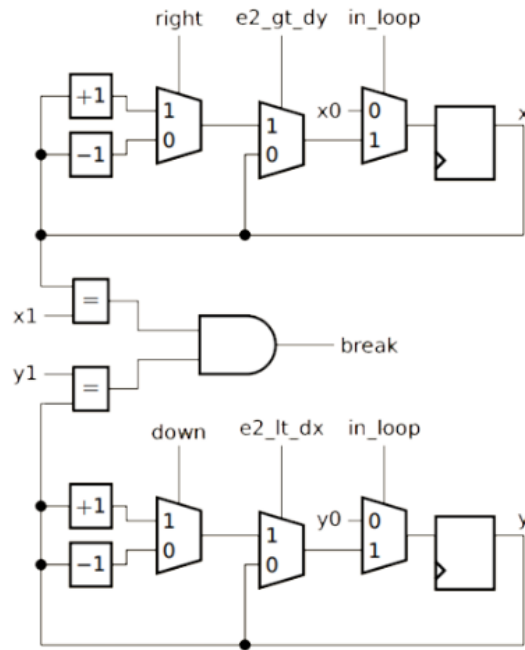 right e2_gt_dy in_loop
+1 1 x0 0 x
1
−1 0 0 1
x1 =
break
y1 =
down e2_lt_dx in_loop
+1 1 y0 0 y
1
−1 0 0 1